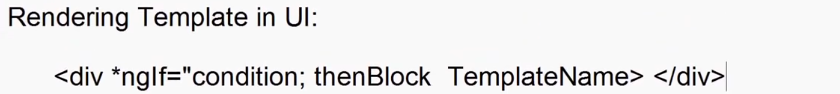 Rendering Template in UI:
<div *ngIf="condition; thenBlock  TemplateName> </div>